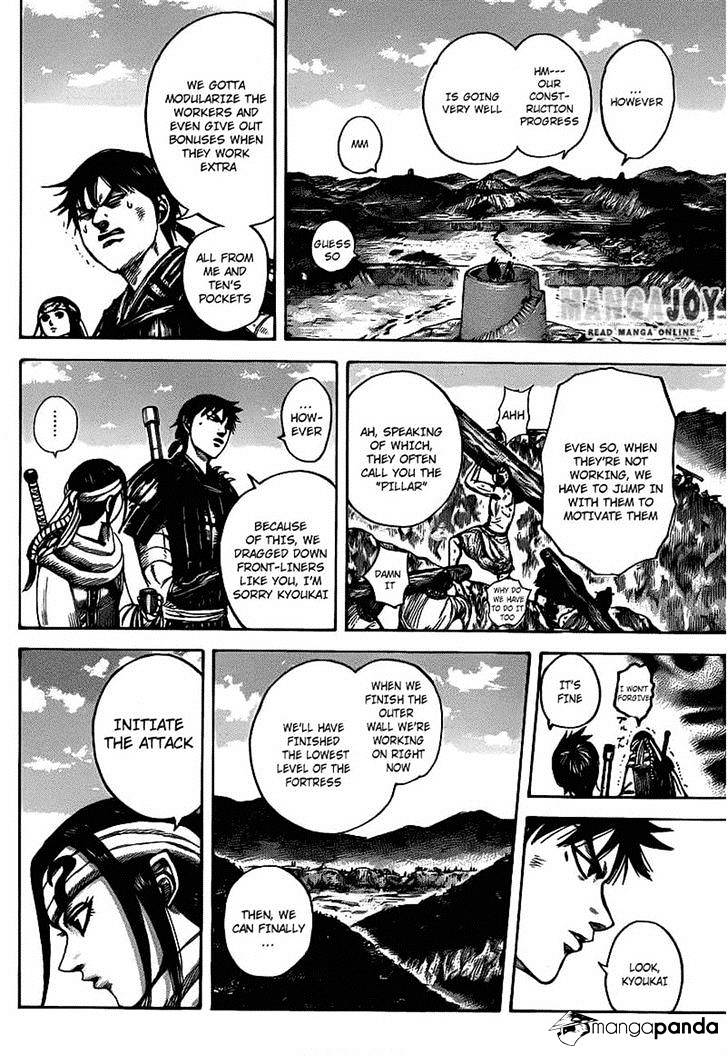 ...
HOWEVER
HM---
OUR
CONST-
RUCTION
PROGRESS
IS GOING
VERY WELL
MM
GUESS
SO
MANGAJOY
READ MANGA ONLINE
WE GOTTA
MODULARIZE THE
WORKERS AND
EVEN GIVE OUT
BONUSES WHEN
THEY WORK
EXTRA
ALL FROM
ME AND
TEN'S
POCKETS
EVEN SO, WHEN
THEY'RE NOT
WORKING, WE
HAVE TO JUMP IN
WITH THEM TO
MOTIVATE THEM
AHH
AH, SPEAKING
OF WHICH,
THEY OFTEN
CALL YOU THE
"PILLAR"
WHY DO
WE HAVE
TO DO IT
TOO
DAMN
IT
...
HOW-
EVER
BECAUSE
OF THIS, WE
DRAGGED DOWN
FRONT-LINERS
LIKE YOU, I'M
SORRY KYOUKAI
......
I WON'T
FORGIVE
IT'S
FINE
LOOK,
KYOUKAI
WHEN WE
FINISH THE
OUTER
WALL WE'RE
WORKING ON
RIGHT
NOW
WE'LL HAVE
FINISHED
THE LOWEST
LEVEL OF THE
FORTRESS
THEN, WE
CAN FINALLY
...
INITIATE
THE ATTACK
mangapanda